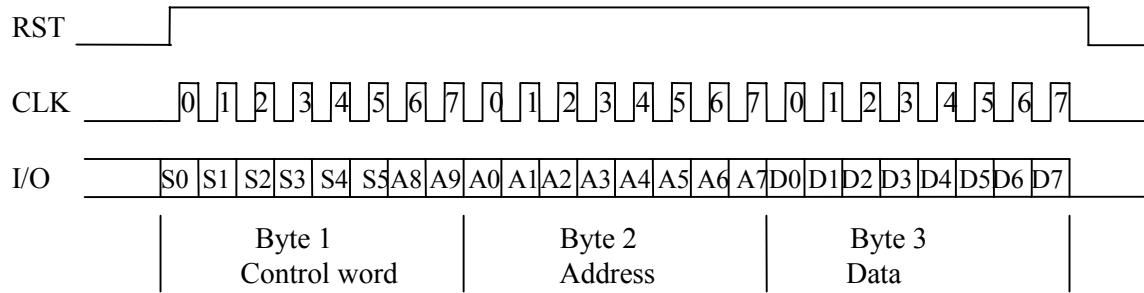 RST
CLK 0 1 2 3 4 5 6 7 0 1 2 3 4 5 6 7 0 1 2 3 4 5 6 7
I/O S0 S1 S2 S3 S4 S5 A8 A9 A0 A1 A2 A3 A4 A5 A6 A7 D0 D1 D2 D3 D4 D5 D6 D7
Byte 1 Byte 2 Byte 3
Control word Address Data